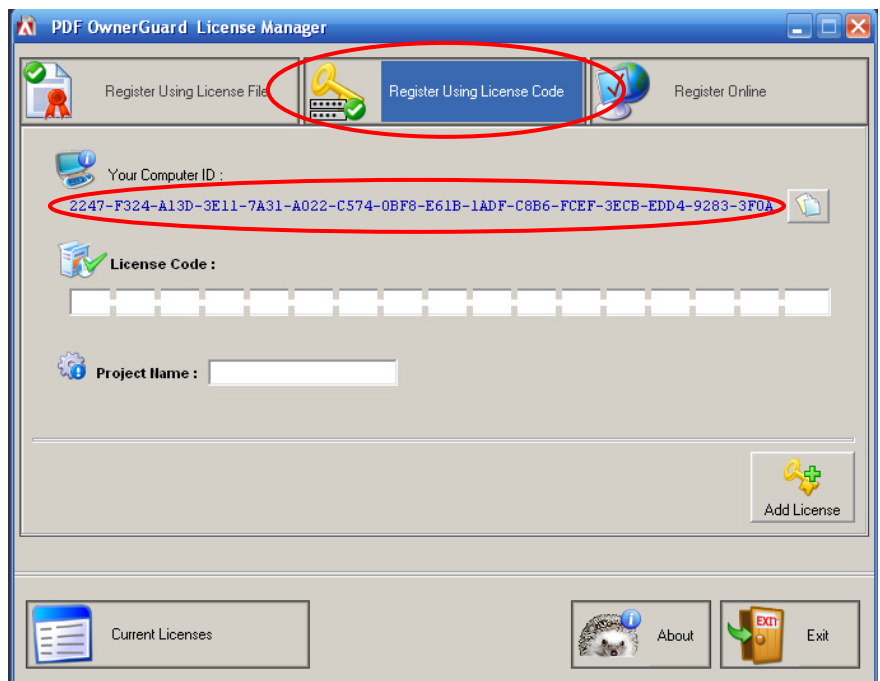 PDF OwnerGuard License Manager
Register Using License File
Register Using License Code
Register Online
Your Computer ID :
2247-F324-A13D-3E11-7A31-A022-C574-0BF8-E61B-1ADF-C8B6-FCEF-3ECB-EDD4-9283-3F0A
License Code :
Project Name :
Add License
Current Licenses
About
EXIT
Exit